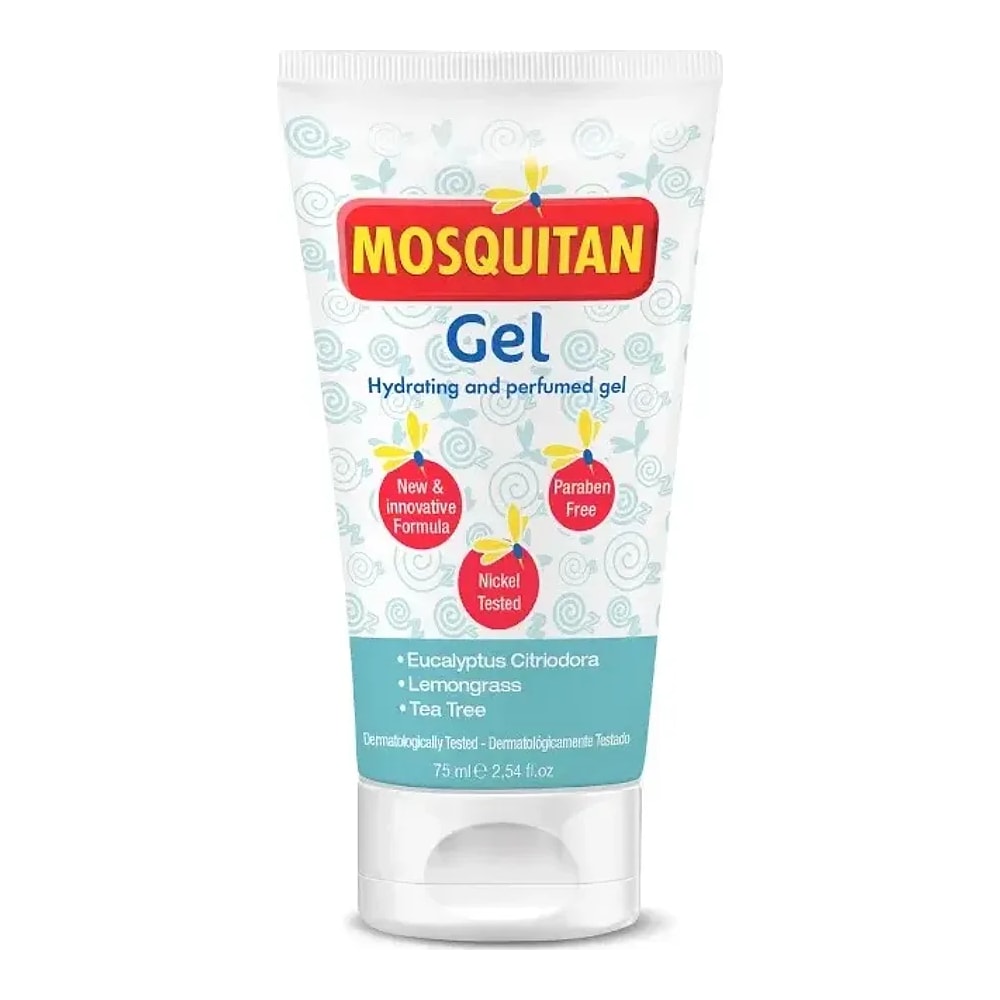 MOSQUITAN
Gel
Hydrating and perfumed gel
New &
innovative
Formula
Paraben
Free
Nickel
Tested
• Eucalyptus Citriodora
• Lemongrass
• Tea Tree
Dermatologically Tested - Dermatológicamente Testado
75 ml ℮ 2,54 fl.oz